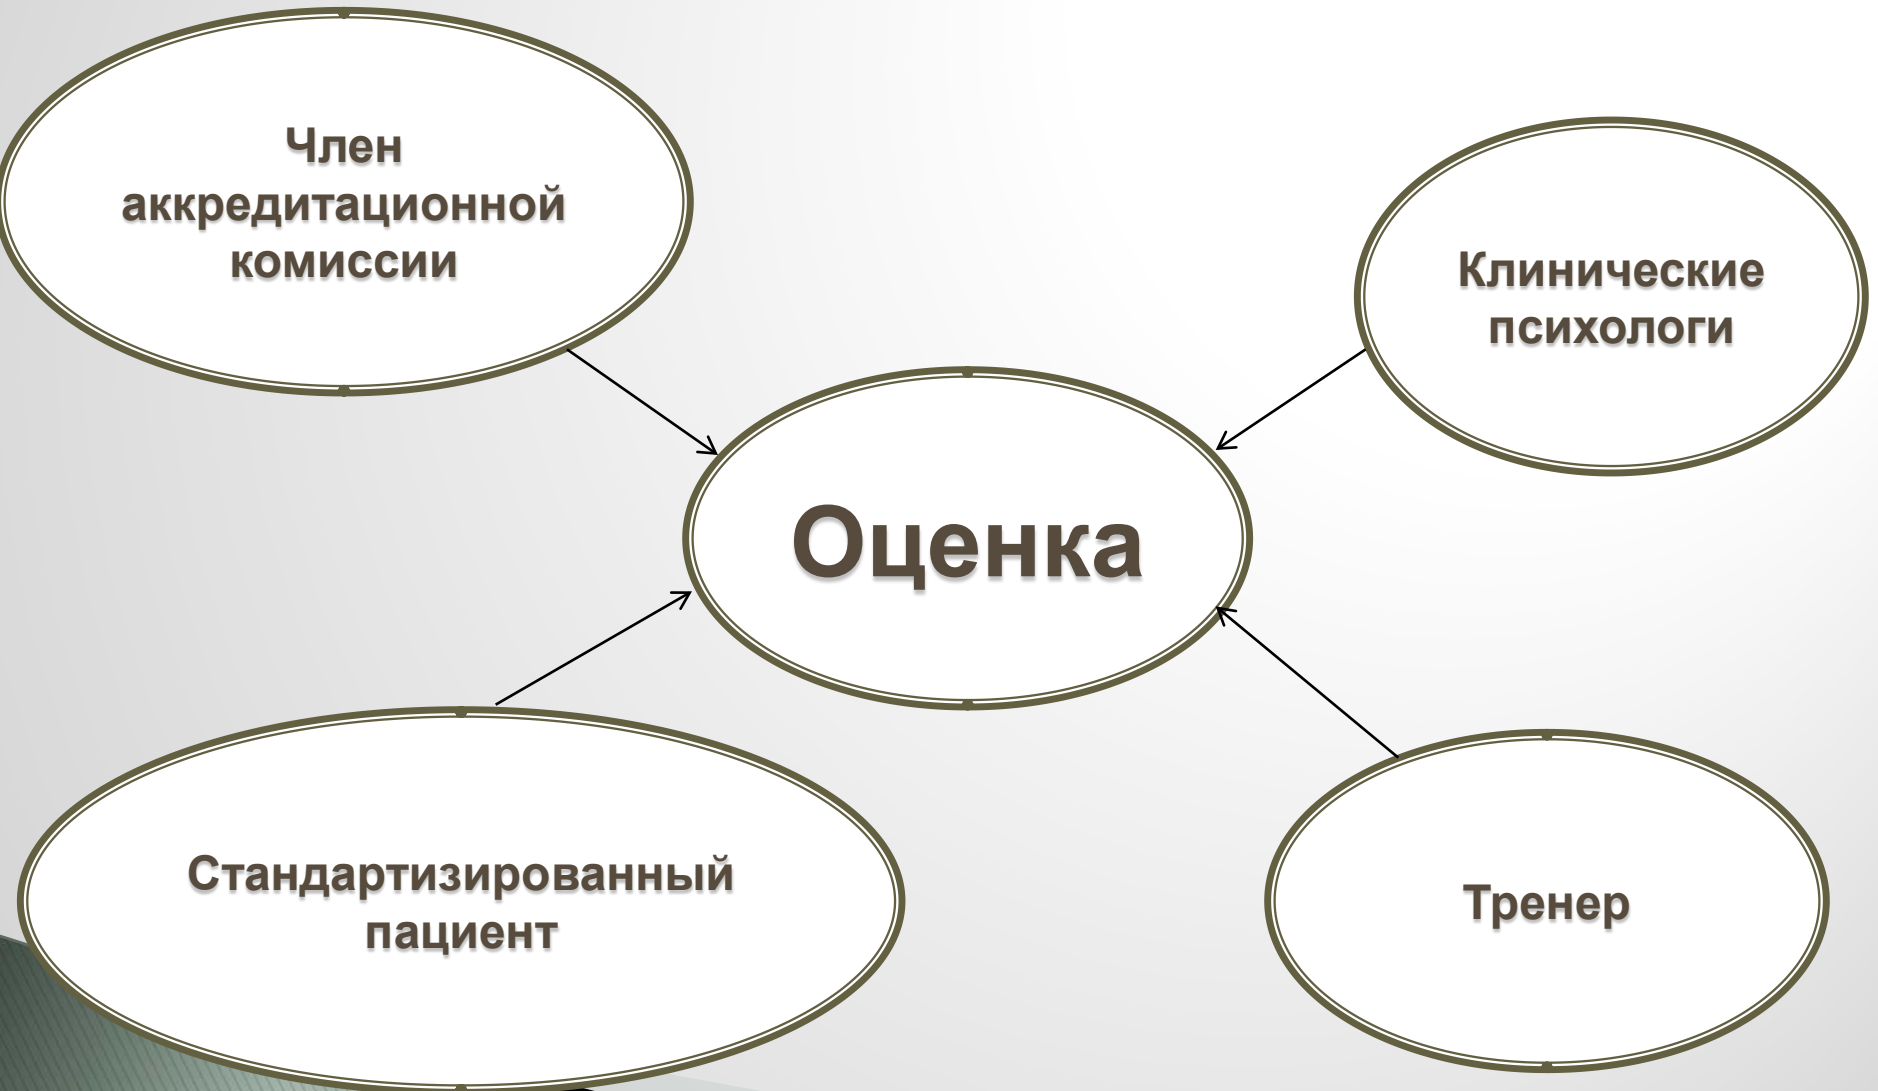 Член
аккредитационной
комиссии
Клинические
психологи
Оценка
Стандартизированный
пациент
Тренер